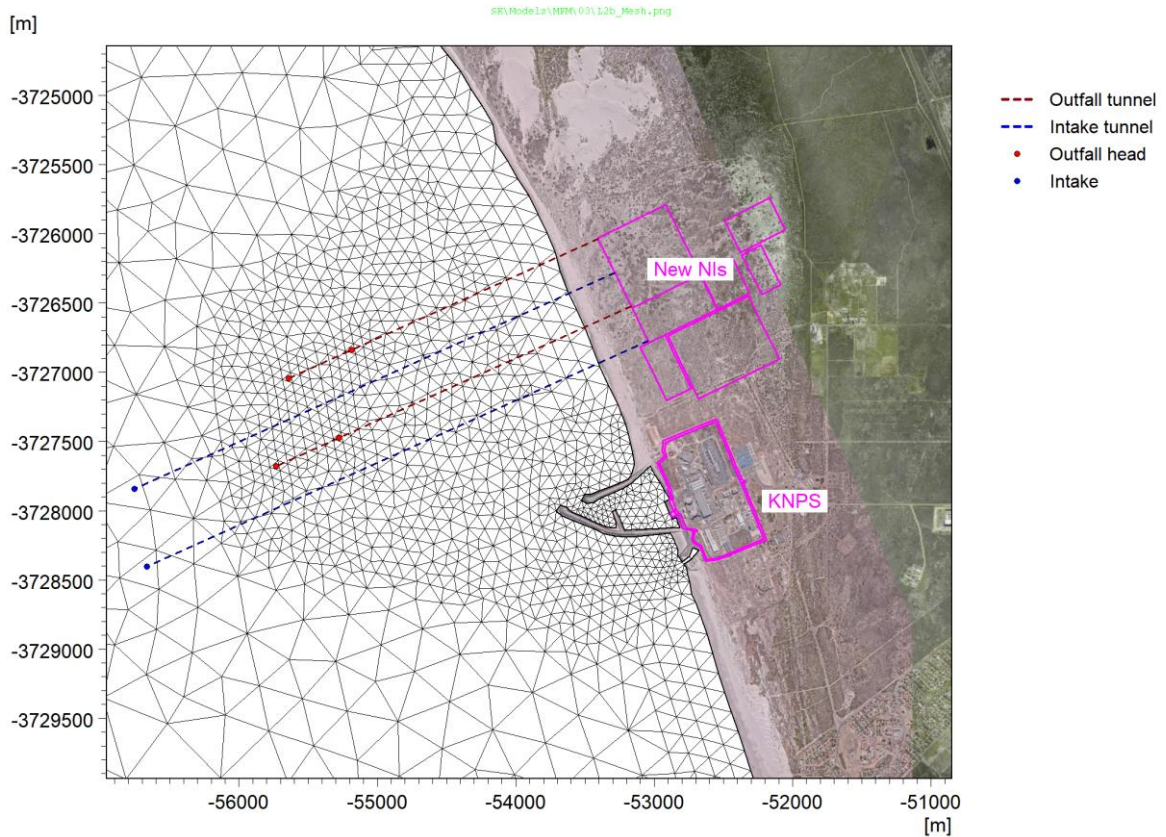 SK\Models\MFM\03\L2b_Mesh.png
[m]
-3725000
-3725500
-3726000
-3726500
-3727000
-3727500
-3728000
-3728500
-3729000
-3729500
New NIs
KNPS
Outfall tunnel
Intake tunnel
Outfall head
Intake
-56000 -55000 -54000 -53000 -52000 -51000
[m]